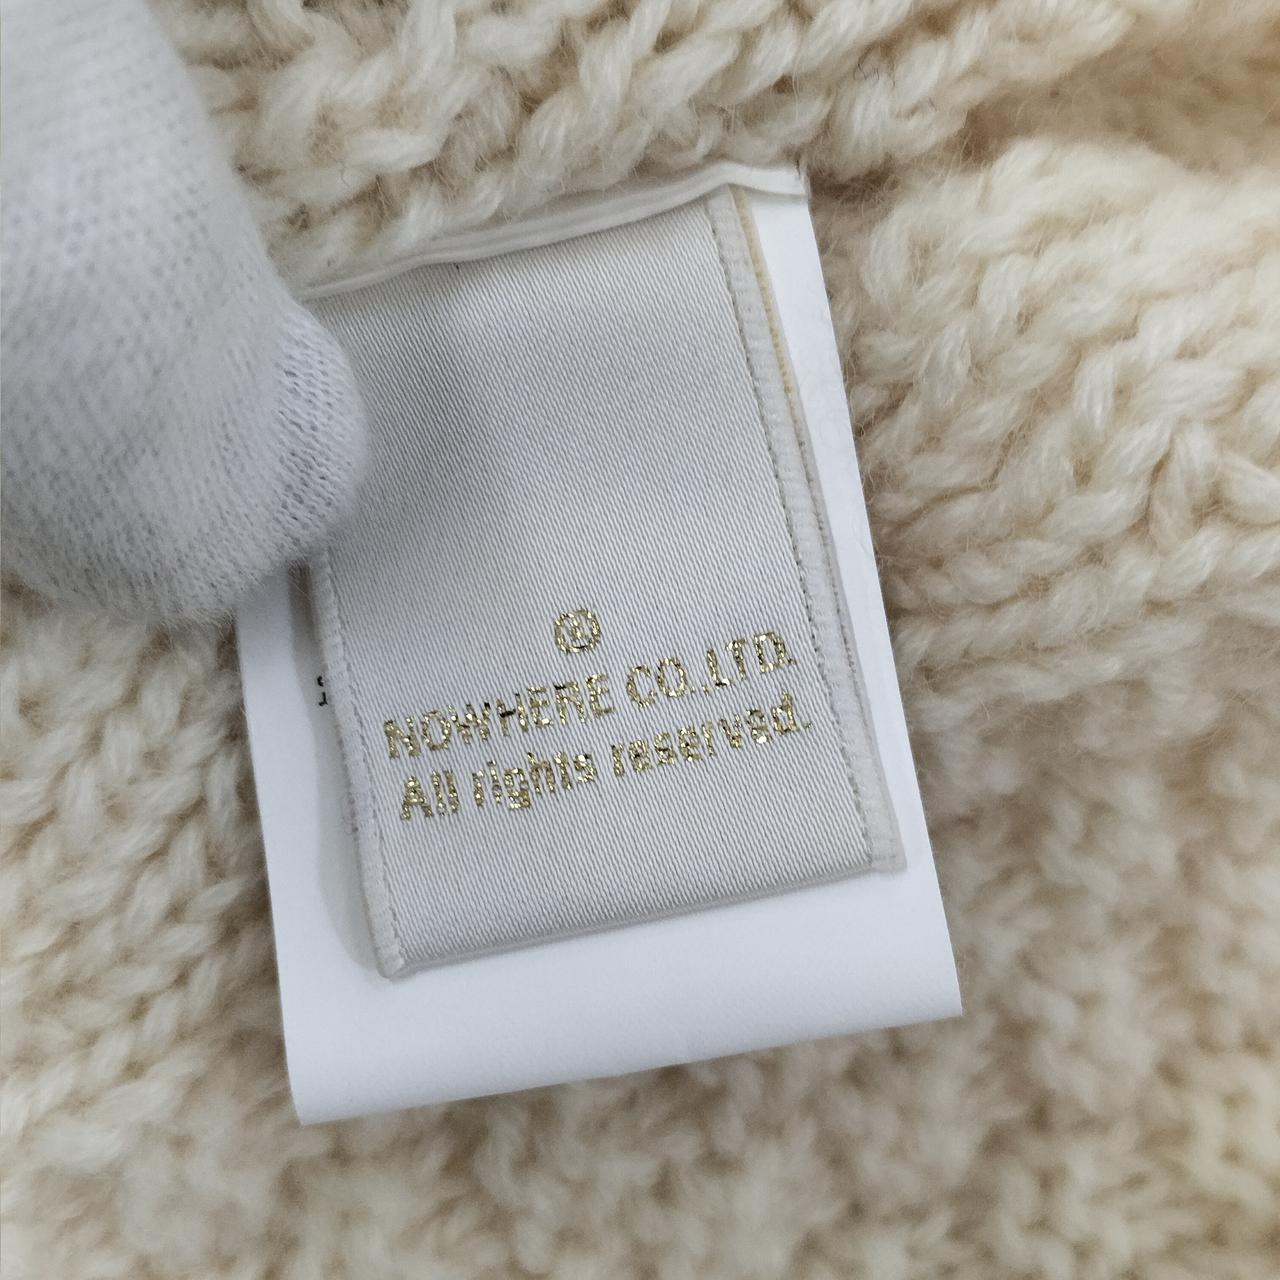 NOWHERE CO.,LTD.
All rights reserved.